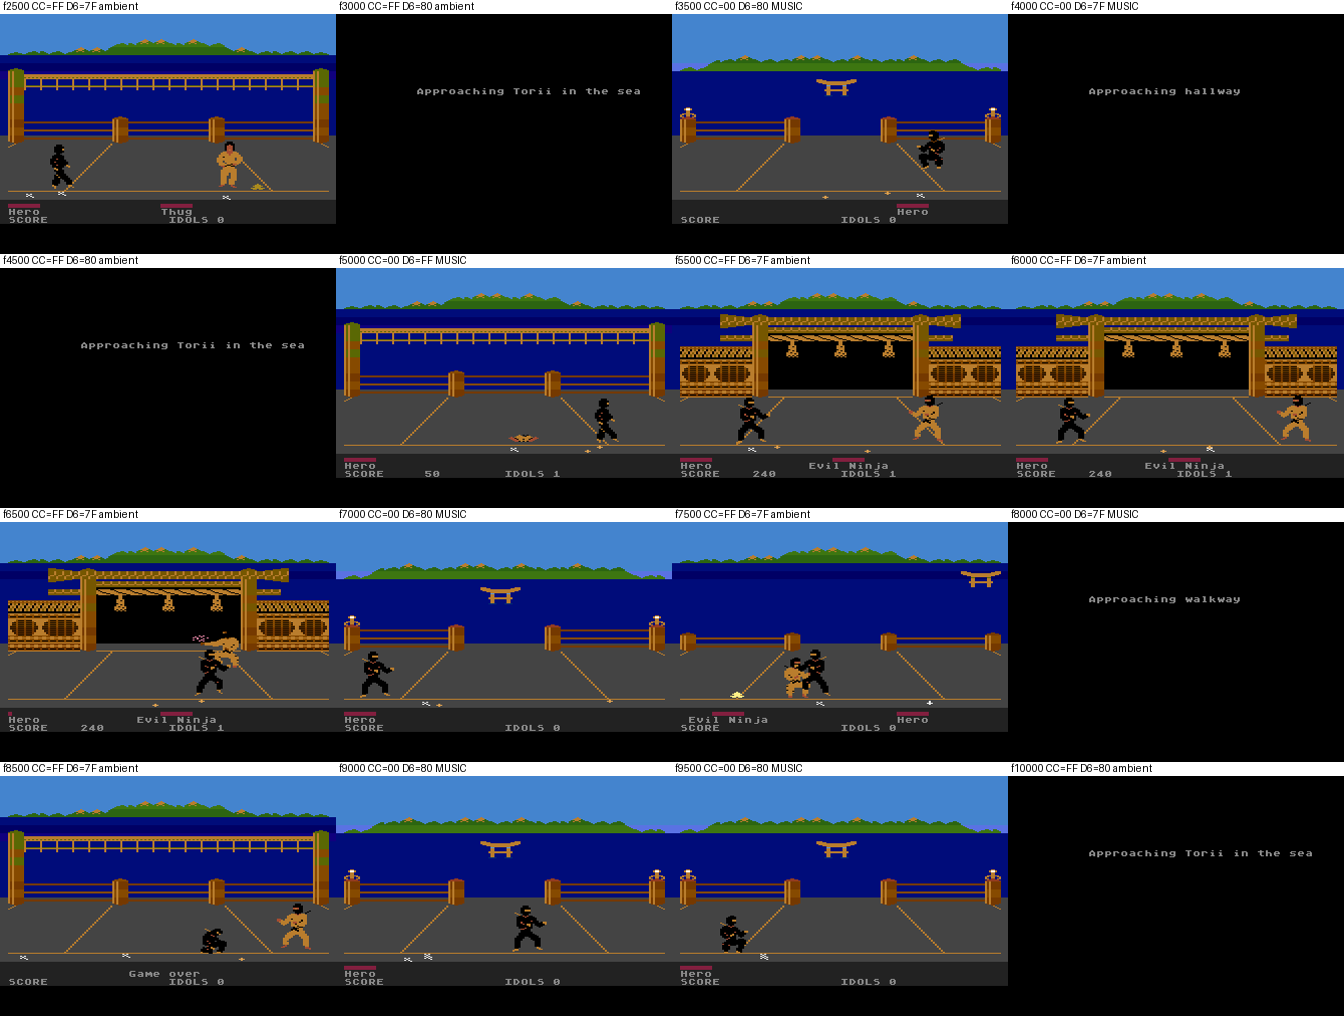 f2500 CC=FF D6=7F ambient
f3000 CC=FF D6=80 ambient
f3500 CC=00 D6=80 MUSIC
f4000 CC=00 D6=7F MUSIC
Approaching Torii in the sea
Approaching hallway
Hero Thug
SCORE IDOLS 0
Hero
SCORE IDOLS 0
f4500 CC=FF D6=80 ambient
f5000 CC=00 D6=FF MUSIC
f5500 CC=FF D6=7F ambient
f6000 CC=FF D6=7F ambient
Approaching Torii in the sea
Hero
SCORE 50 IDOLS 1
Hero Evil Ninja
SCORE 240 IDOLS 1
Hero Evil Ninja
SCORE 240 IDOLS 1
f6500 CC=FF D6=7F ambient
f7000 CC=00 D6=80 MUSIC
f7500 CC=FF D6=7F ambient
f8000 CC=00 D6=7F MUSIC
Approaching walkway
Hero Evil Ninja
SCORE 240 IDOLS 1
Hero
SCORE IDOLS 0
Evil Ninja Hero
SCORE IDOLS 0
f8500 CC=FF D6=7F ambient
f9000 CC=00 D6=80 MUSIC
f9500 CC=00 D6=80 MUSIC
f10000 CC=FF D6=80 ambient
Approaching Torii in the sea
Game over
SCORE IDOLS 0
Hero
SCORE IDOLS 0
Hero
SCORE IDOLS 0